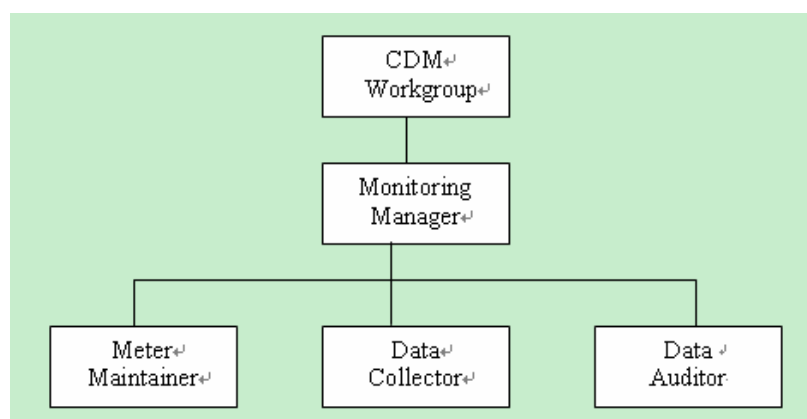 CDM↵
Workgroup↵
Monitoring
Manager↵
Meter↵
Maintainer↵
Data↵
Collector↵
Data ↵
Auditor